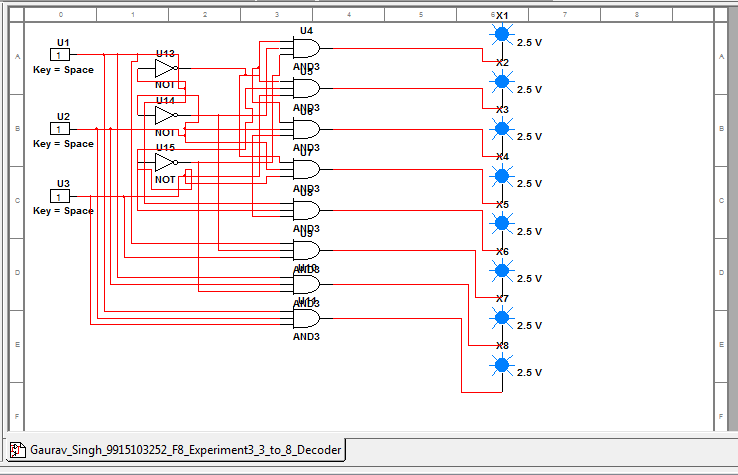 0 1 2 3 4 5 6 7 8
X1
U4
2.5 V
U1
1
Key = Space
U13
NOT
AND3
U5
X2
2.5 V
U14
NOT
AND3
U6
X3
2.5 V
U2
1
Key = Space
U15
NOT
AND3
U7
X4
2.5 V
U3
1
Key = Space
AND3
U8
X5
2.5 V
AND3
U9
X6
2.5 V
AND3
U10
X7
2.5 V
AND3
U11
X8
2.5 V
AND3
A
B
C
D
E
F
A
B
C
D
E
F
Gaurav_Singh_9915103252_F8_Experiment3_3_to_8_Decoder